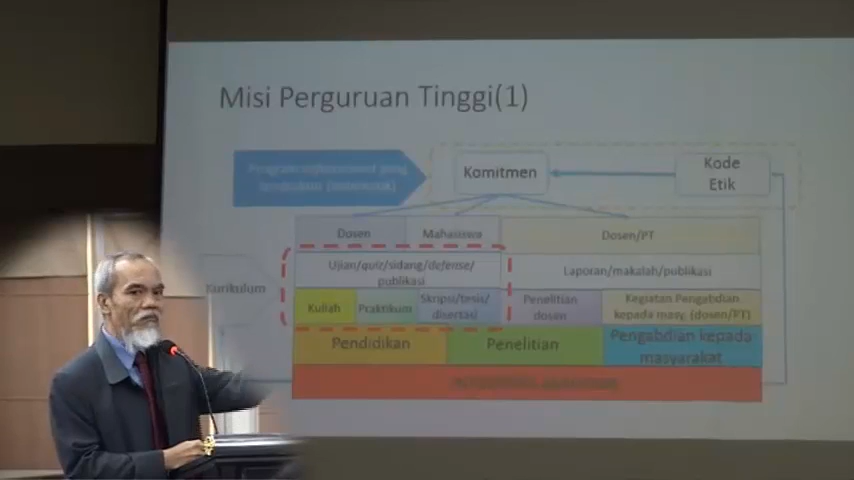 Misi Perguruan Tinggi(1)
Komitmen
Kode
Etik
Dosen
Mahasiswa
Dosen/PT
Ujian/quiz/sidang/defense/
publikasi
Laporan/makalah/publikasi
Kurikulum
Kuliah
Praktikum
Skripsi/tesis/
disertasi
Penelitian
dosen
Kegiatan Pengabdian
kepada masy. (dosen/PT)
Pendidikan
Penelitian
Pengabdian kepada
masyarakat